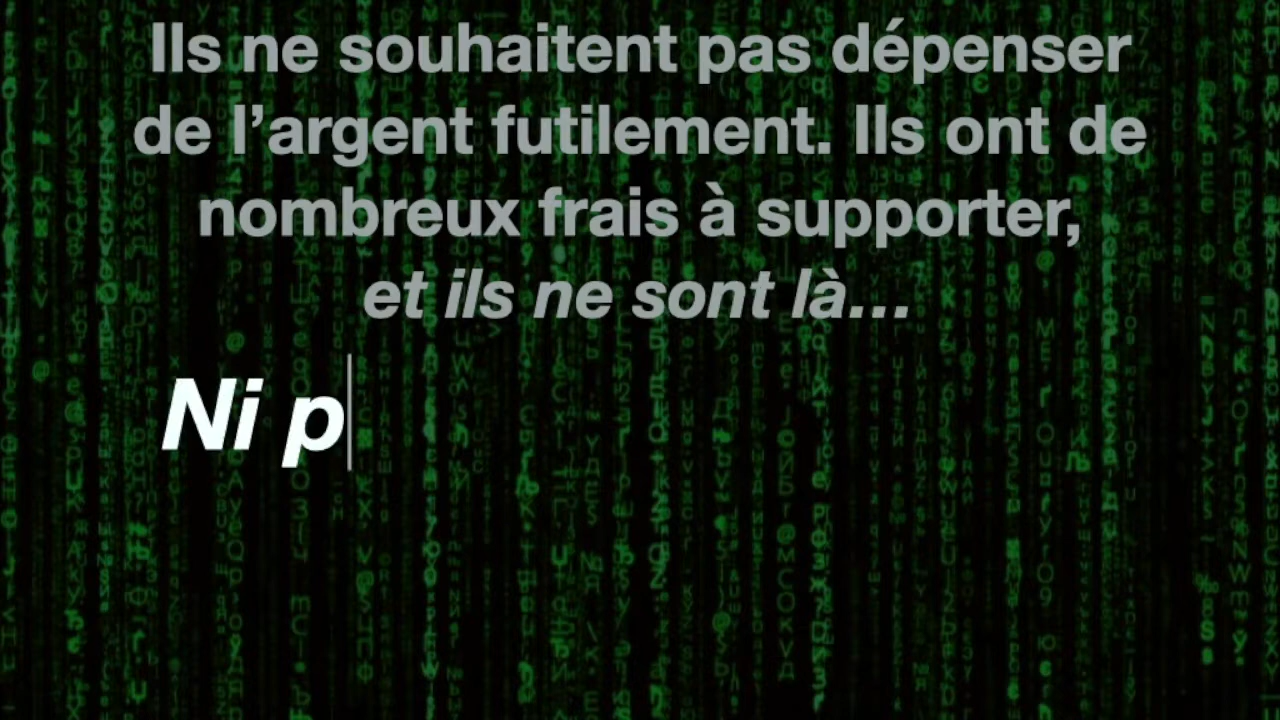 Ils ne souhaitent pas dépenser
de l’argent futilement. Ils ont de
nombreux frais à supporter,
et ils ne sont là…
Ni p